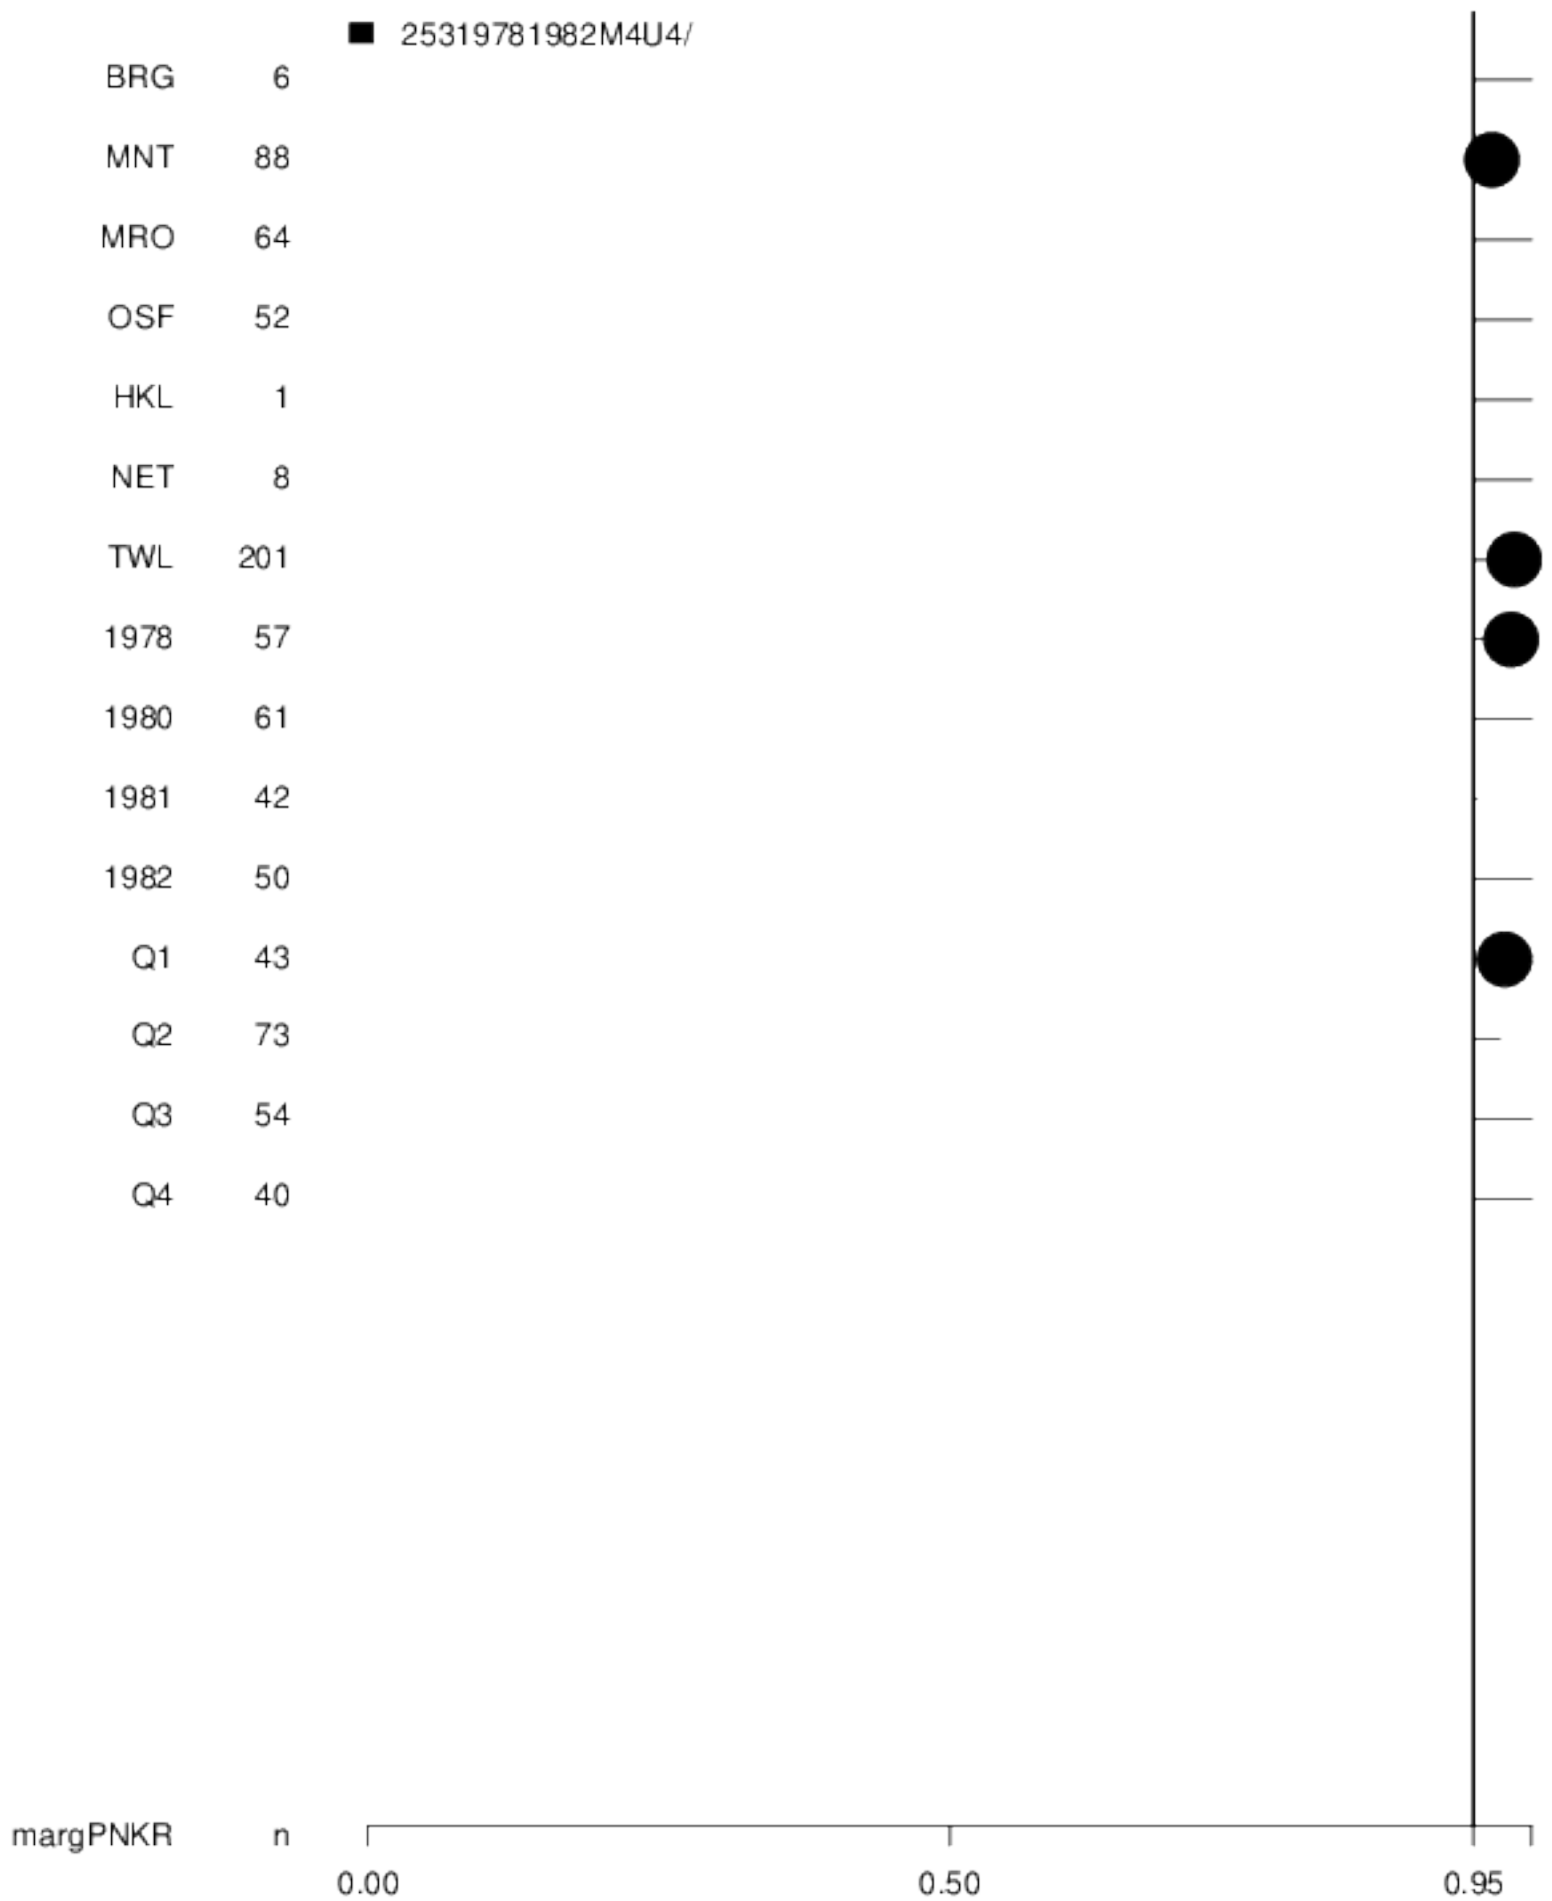 25319781982M4U4/
BRG 6
MNT 88
MRO 64
OSF 52
HKL 1
NET 8
TWL 201
1978 57
1980 61
1981 42
1982 50
Q1 43
Q2 73
Q3 54
Q4 40
margPNKR n
0.00 0.50 0.95